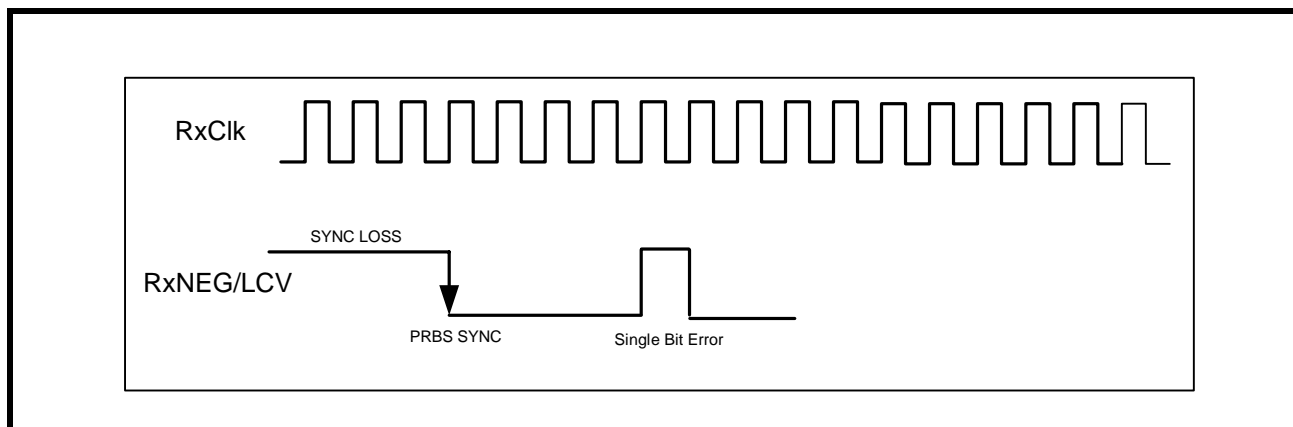 RxClk
SYNC LOSS
RxNEG/LCV
PRBS SYNC
Single Bit Error